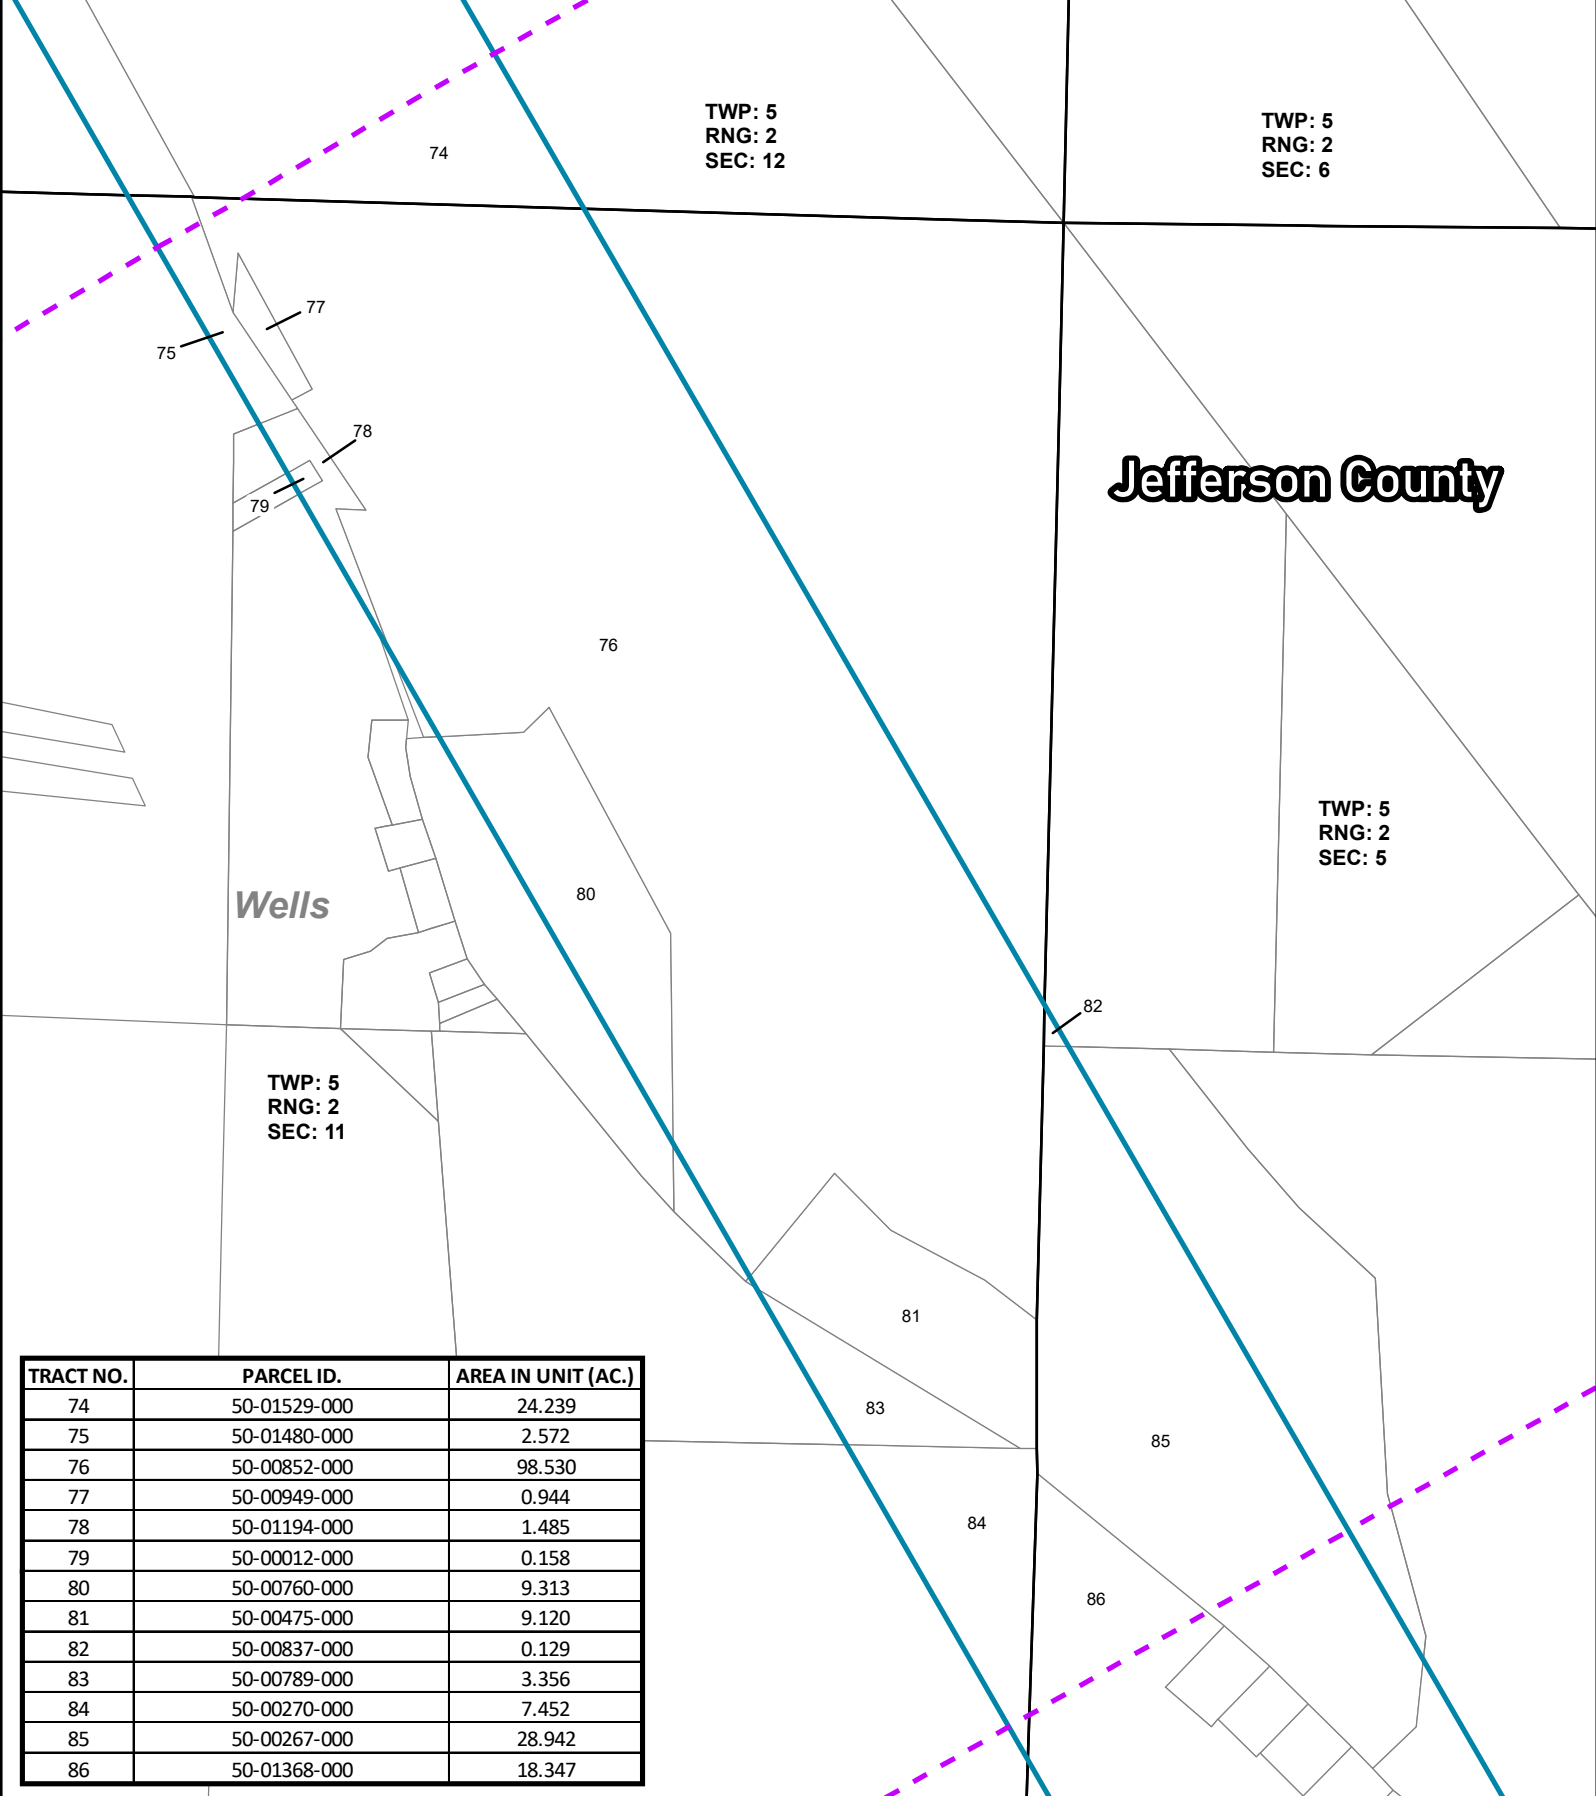 TWP: 5
RNG: 2
SEC: 12
TWP: 5
RNG: 2
SEC: 6
74
77
75
78
79
Jefferson County
76
TWP: 5
RNG: 2
SEC: 5
80
Wells
82
TWP: 5
RNG: 2
SEC: 11
81
83
85
84
86
TRACT NO. PARCEL ID. AREA IN UNIT (AC.)
74 50-01529-000 24.239
75 50-01480-000 2.572
76 50-00852-000 98.530
77 50-00949-000 0.944
78 50-01194-000 1.485
79 50-00012-000 0.158
80 50-00760-000 9.313
81 50-00475-000 9.120
82 50-00837-000 0.129
83 50-00789-000 3.356
84 50-00270-000 7.452
85 50-00267-000 28.942
86 50-01368-000 18.347